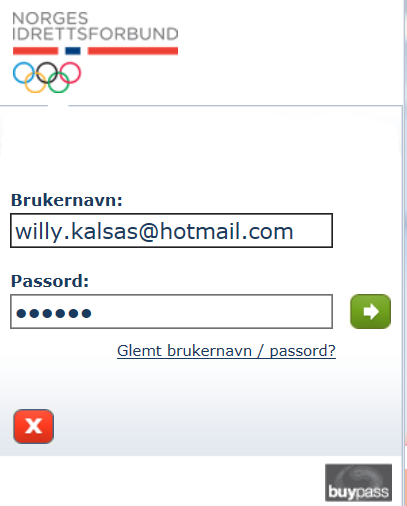 NORGES
IDRETTSFORBUND
Brukernavn:
willy.kalsas@hotmail.com
Passord:
●●●●●●
Glemt brukernavn / passord?
X
buypass